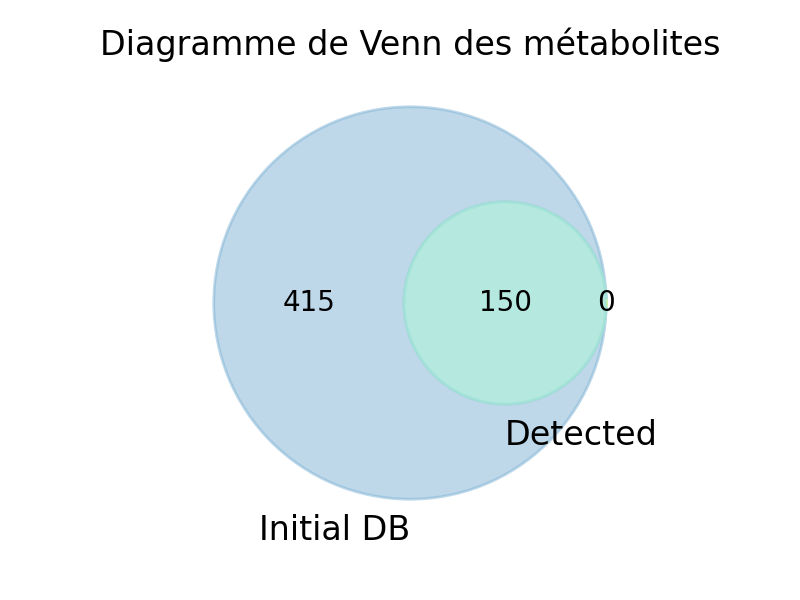 Diagramme de Venn des métabolites
415 150 0
Detected
Initial DB